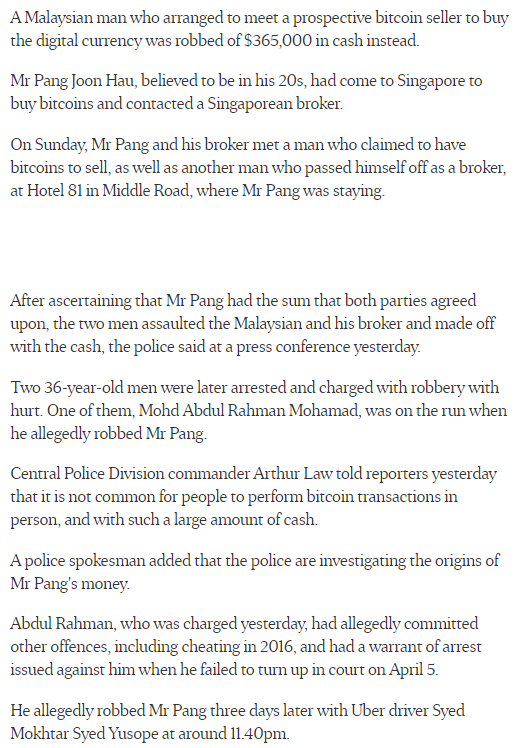 A Malaysian man who arranged to meet a prospective bitcoin seller to buy
the digital currency was robbed of $365,000 in cash instead.
Mr Pang Joon Hau, believed to be in his 20s, had come to Singapore to
buy bitcoins and contacted a Singaporean broker.
On Sunday, Mr Pang and his broker met a man who claimed to have
bitcoins to sell, as well as another man who passed himself off as a broker,
at Hotel 81 in Middle Road, where Mr Pang was staying.
After ascertaining that Mr Pang had the sum that both parties agreed
upon, the two men assaulted the Malaysian and his broker and made off
with the cash, the police said at a press conference yesterday.
Two 36-year-old men were later arrested and charged with robbery with
hurt. One of them, Mohd Abdul Rahman Mohamad, was on the run when
he allegedly robbed Mr Pang.
Central Police Division commander Arthur Law told reporters yesterday
that it is not common for people to perform bitcoin transactions in
person, and with such a large amount of cash.
A police spokesman added that the police are investigating the origins of
Mr Pang's money.
Abdul Rahman, who was charged yesterday, had allegedly committed
other offences, including cheating in 2016, and had a warrant of arrest
issued against him when he failed to turn up in court on April 5.
He allegedly robbed Mr Pang three days later with Uber driver Syed
Mokhtar Syed Yusope at around 11.40pm.